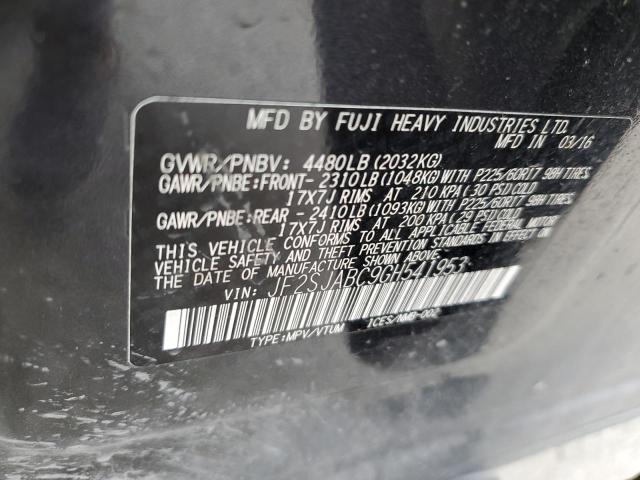 MFD BY FUJI HEAVY INDUSTRIES LTD.
MFD IN 03/16
GVWR/PNBV: 4480LB(2032KG)
GAWR/PNBE:FRONT-2310LB(1048KG)WITH P225/60R17 98H TIRES,
17X7J RIMS AT 210 KPA(30 PSI)COLD
GAWR/PNBE:REAR -2410LB(1093KG)WITH P225/60R17 98H TIRES,
17X7J RIMS AT 200 KPA(29 PSI)COLD
THIS VEHICLE CONFORMS TO ALL APPLICABLE FEDERAL MOTOR
VEHICLE SAFETY AND THEFT PREVENTION STANDARDS IN EFFECT
ON THE DATE OF MANUFACTURE SHOWN ABOVE.
VIN: JF2SJABC9GH541953
TYPE:MPV/VTUM ICES/NMB-002